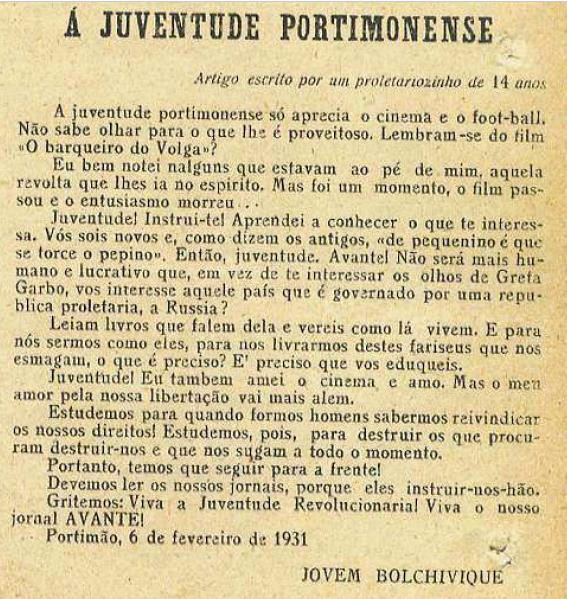 Á JUVENTUDE PORTIMONENSE
Artigo escrito por um proletariozinho de 14 anos
A juventude portimonense só aprecia o cinema e o foot-ball.
Não sabe olhar para o que lhe é proveitoso. Lembram-se do film
«O barqueiro do Volga»?
Eu bem notei nalguns que estavam ao pé de mim, aquela
revolta que lhes ia no espirito. Mas foi um momento, o film pas-
sou e o entusiasmo morreu...
Juventude! Instrui-te! Aprendei a conhecer o que te interes-
sa. Vós sois novos e, como dizem os antigos, «de pequenino é que
se torce o pepino». Então, juventude. Avante! Não será mais hu-
mano e lucrativo que, em vez de te interessar os olhos de Greta
Garbo, vos interesse aquele país que é governado por uma repu-
blica proletaria, a Russia?
Leiam livros que falem dela e vereis como lá vivem. E para
nós sermos como eles, para nos livrarmos destes fariseus que nos
esmagam, o que é preciso? E' preciso que vos eduqueis.
Juventude! Eu tambem amei o cinema e amo. Mas o meu
amor pela nossa libertação vai mais alem.
Estudemos para quando formos homens sabermos reivindicar
os nossos direitos! Estudemos, pois, para destruir os que procu-
ram destruir-nos e que nos sugam a todo o momento.
Portanto, temos que seguir para a frente!
Devemos ler os nossos jornais, porque eles instruir-nos-hão.
Gritemos: Viva a Juventude Revolucionaria! Viva o nosso
jornal AVANTE!
Portimão, 6 de fevereiro de 1931
JOVEM BOLCHIVIQUE